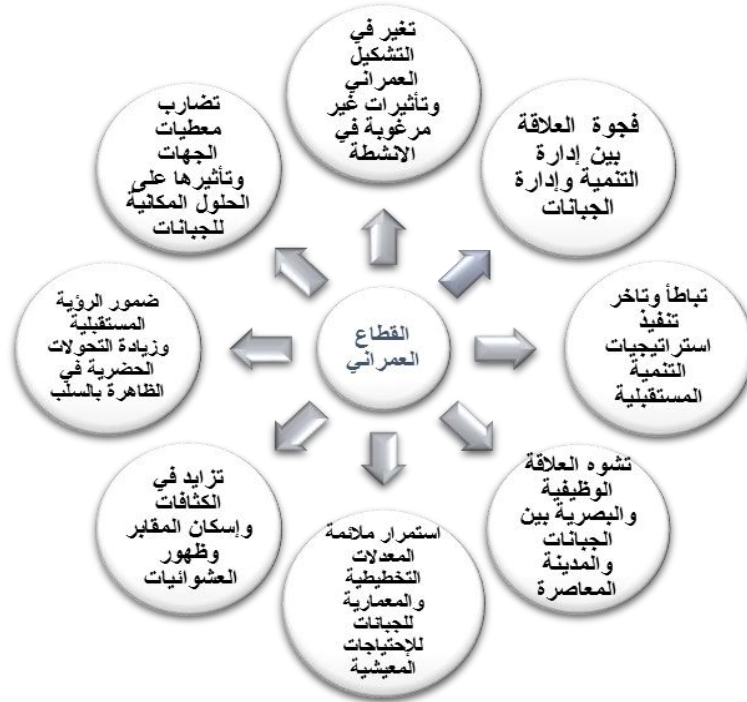 تغير في
التشكيل
العمراني
وتأثيرات غير
مرغوبة في
الانشطة
فجوة العلاقة
بين إدارة
التنمية وإدارة
الجبانات
تباطأ وتاخر
تنفيذ
استراتيجيات
التنمية
المستقبلية
تشوه العلاقة
الوظيفية
والبصرية بين
الجبانات
والمدينة
المعاصرة
استمرار ملائمة
المعدلات
التخطيطية
والمعمارية
للجبانات
للإحتياجات
المعيشية
تزايد في
الكثافات
وإسكان المقابر
وظهور
العشوائيات
ضمور الرؤية
المستقبلية
وزيادة التحولات
الحضرية في
الظاهرة بالسلب
تضارب
معطيات
الجهات
وتأثيرها على
الحلول المكانية
للجبانات
القطاع
العمراني